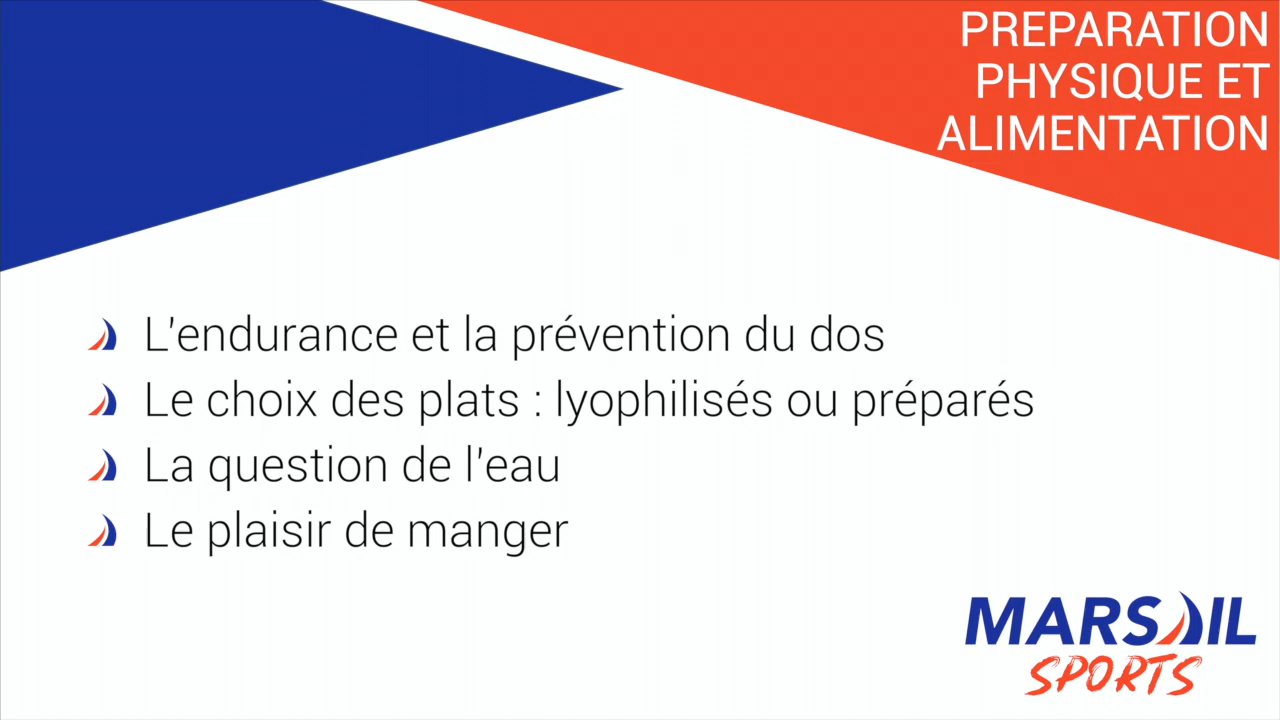 PREPARATION
PHYSIQUE ET
ALIMENTATION
L'endurance et la prévention du dos
Le choix des plats : lyophilisés ou préparés
La question de l'eau
Le plaisir de manger
MARSAIL
SPORTS